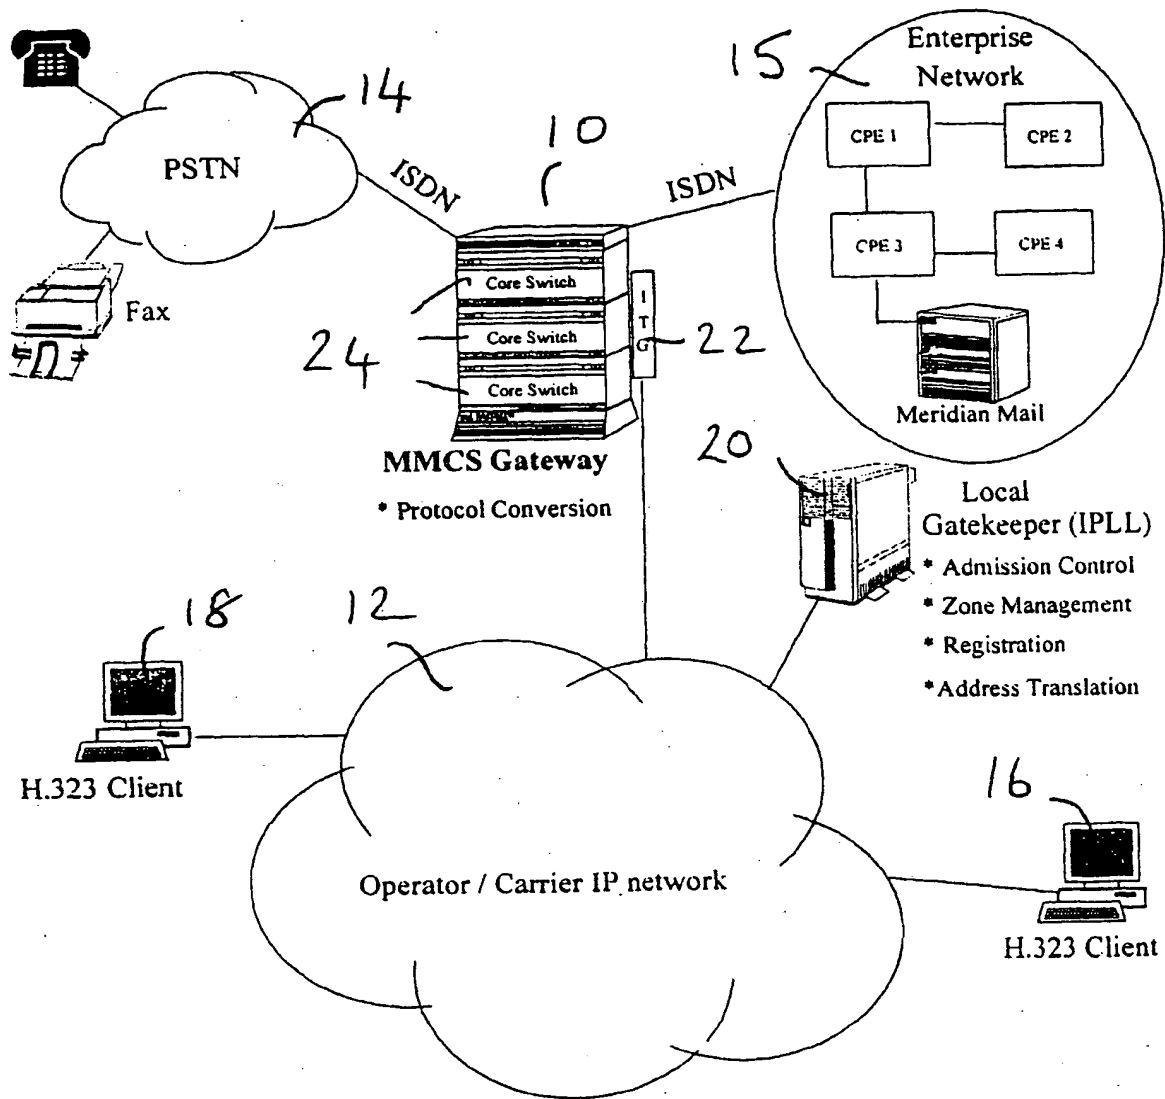 15
Enterprise
Network
14
10
CPE 1
CPE 2
PSTN
ISDN
ISDN
CPE 3
CPE 4
Fax
Core Switch
Core Switch
Core Switch
I
T
G
24
22
Meridian Mail
MMCS Gateway
* Protocol Conversion
20
Local
Gatekeeper (IPLL)
* Admission Control
* Zone Management
* Registration
*Address Translation
18
12
H.323 Client
16
Operator / Carrier IP network
H.323 Client